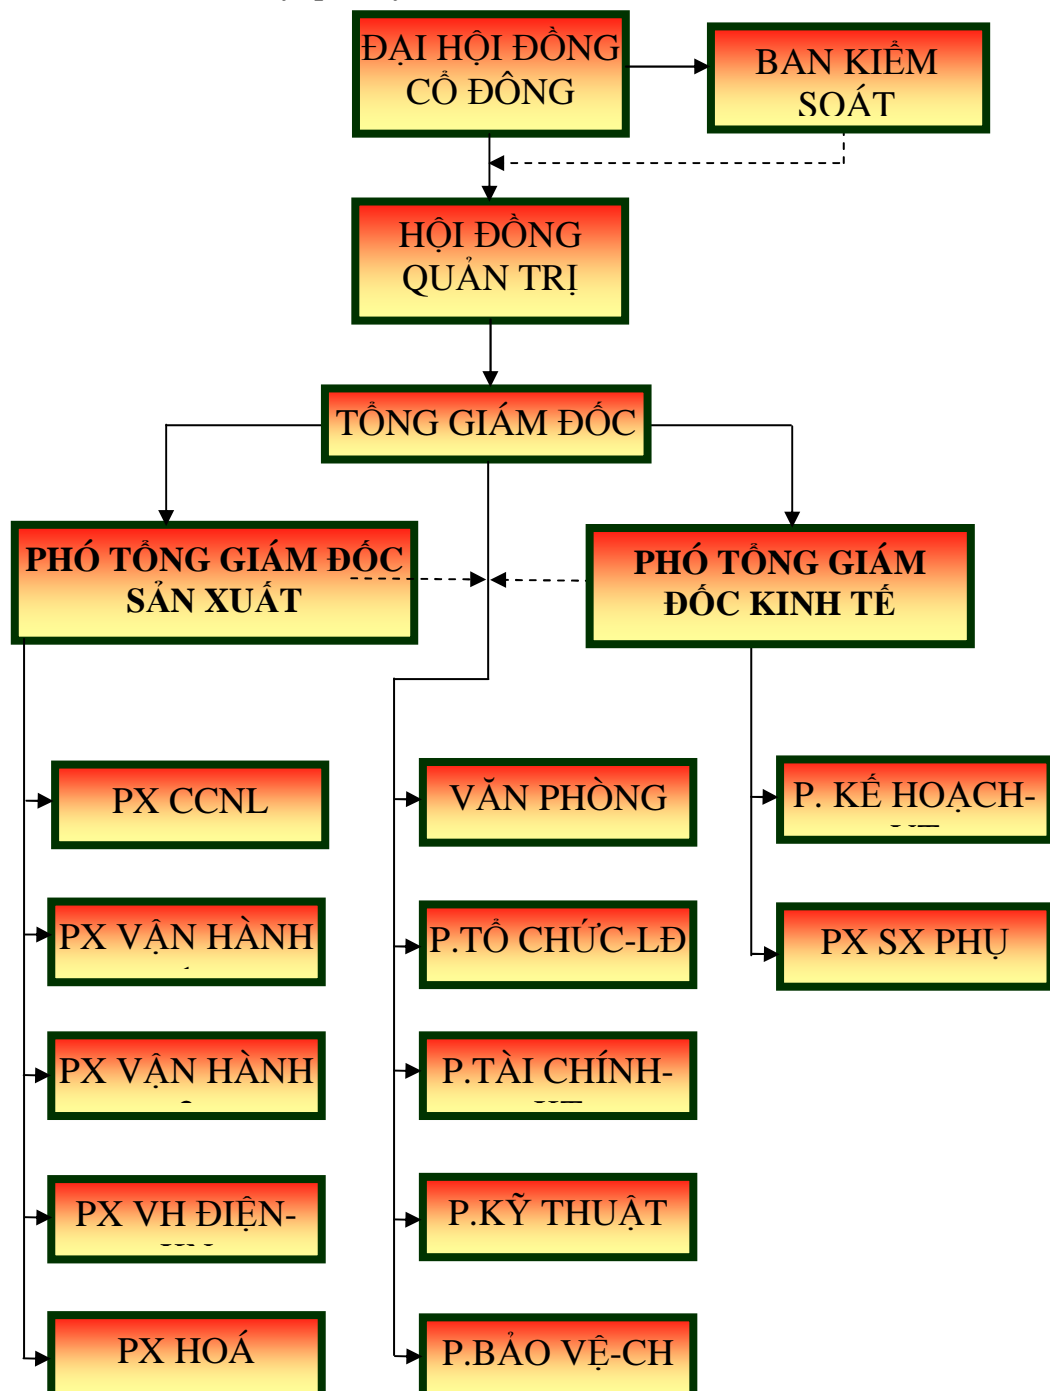 ĐẠI HỘI ĐỒNG
CỔ ĐÔNG
BAN KIỂM
SOÁT
HỘI ĐỒNG
QUẢN TRỊ
TỔNG GIÁM ĐỐC
PHÓ TỔNG GIÁM ĐỐC
SẢN XUẤT
PHÓ TỔNG GIÁM
ĐỐC KINH TẾ
PX CCNL
PX VẬN HÀNH
PX VẬN HÀNH
PX VH ĐIỆN-
PX HOÁ
VĂN PHÒNG
P.TỔ CHỨC-LĐ
P.TÀI CHÍNH-
P.KỸ THUẬT
P.BẢO VỆ-CH
P. KẾ HOẠCH-
PX SX PHỤ